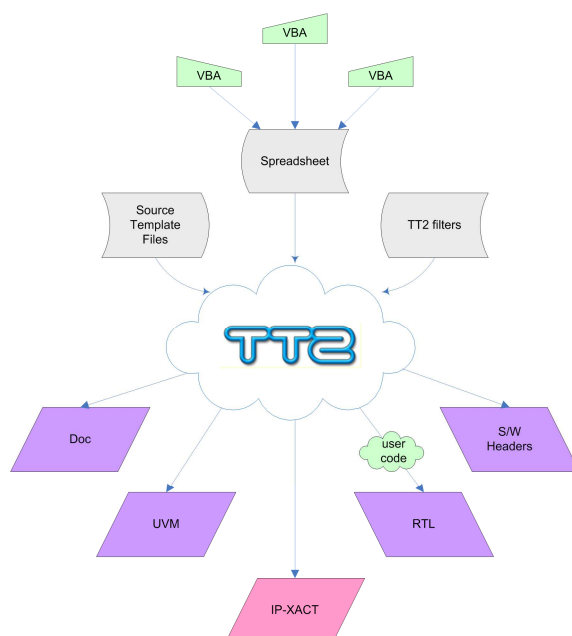 VBA
VBA
VBA
Spreadsheet
Source
Template
Files
TT2 filters
TT2
Doc
user
code
S/W
Headers
UVM
RTL
IP-XACT